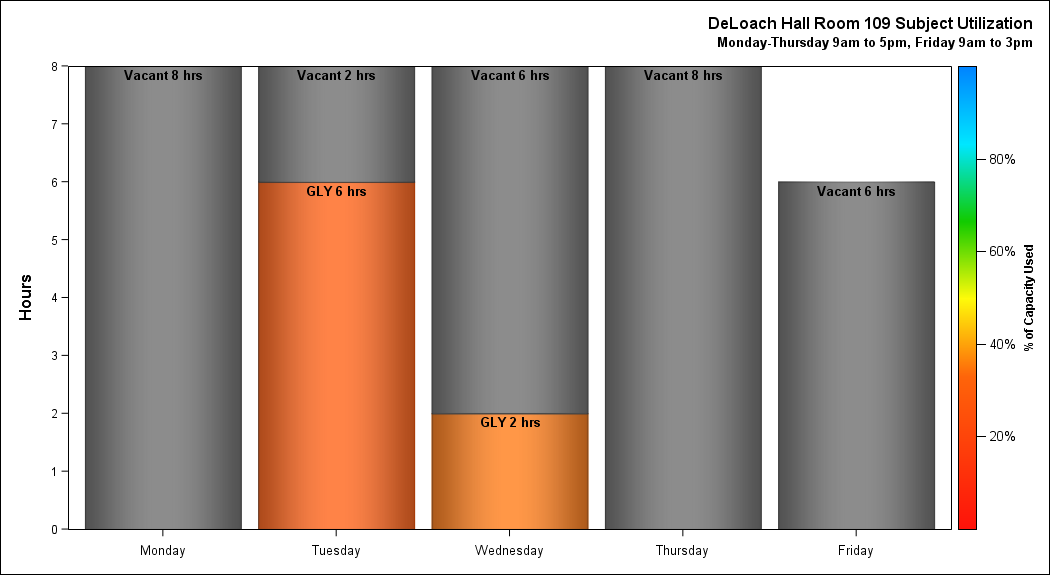 DeLoach Hall Room 109 Subject Utilization
Monday-Thursday 9am to 5pm, Friday 9am to 3pm
8
7
6
5
4
3
2
1
0
Hours
Vacant 8 hrs
Vacant 2 hrs
Vacant 6 hrs
Vacant 8 hrs
GLY 6 hrs
Vacant 6 hrs
GLY 2 hrs
Monday
Tuesday
Wednesday
Thursday
Friday
80%
60%
40%
20%
% of Capacity Used